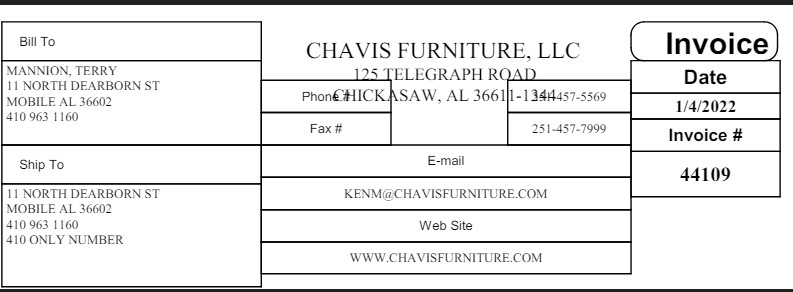 Bill To
MANNION, TERRY
11 NORTH DEARBORN ST
MOBILE AL 36602
410 963 1160
Ship To
11 NORTH DEARBORN ST
MOBILE AL 36602
410 963 1160
410 ONLY NUMBER
CHAVIS FURNITURE, LLC
125 TELEGRAPH ROAD
CHICKASAW, AL 36611-1344
Phone # 251-457-5569
Fax # 251-457-7999
E-mail
KENM@CHAVISFURNITURE.COM
Web Site
WWW.CHAVISFURNITURE.COM
Invoice
Date
1/4/2022
Invoice #
44109